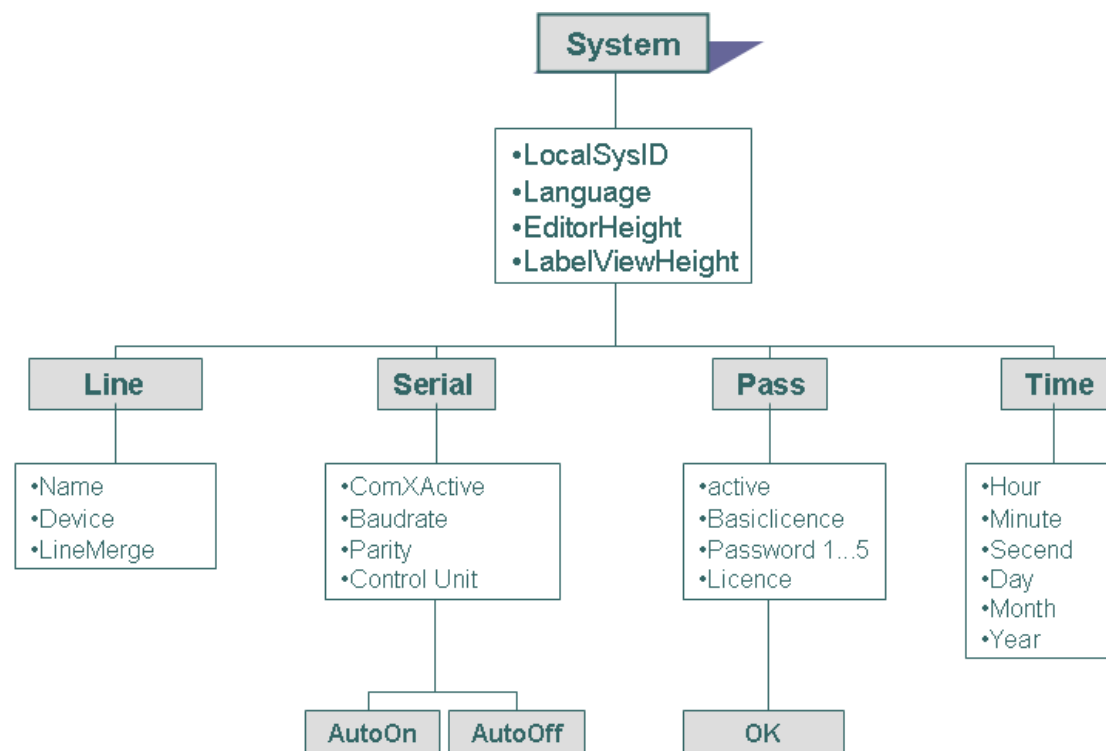 System
•LocalSysID
•Language
•EditorHeight
•LabelViewHeight
Line
Serial
Pass
Time
•Name
•Device
•LineMerge
•ComXActive
•Baudrate
•Parity
•Control Unit
•active
•Basiclicence
•Password 1...5
•Licence
•Hour
•Minute
•Secend
•Day
•Month
•Year
AutoOn
AutoOff
OK